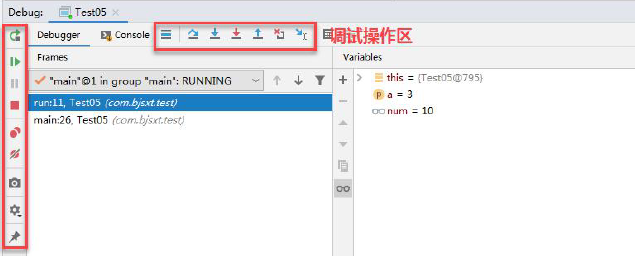 Debug: Test05
Debugger Console 调试操作区
Frames
"main"@1 in group "main": RUNNING
run:11, Test05 (com.bjsxt.test)
main:26, Test05 (com.bjsxt.test)
Variables
this = {Test05@795}
p a = 3
num = 10